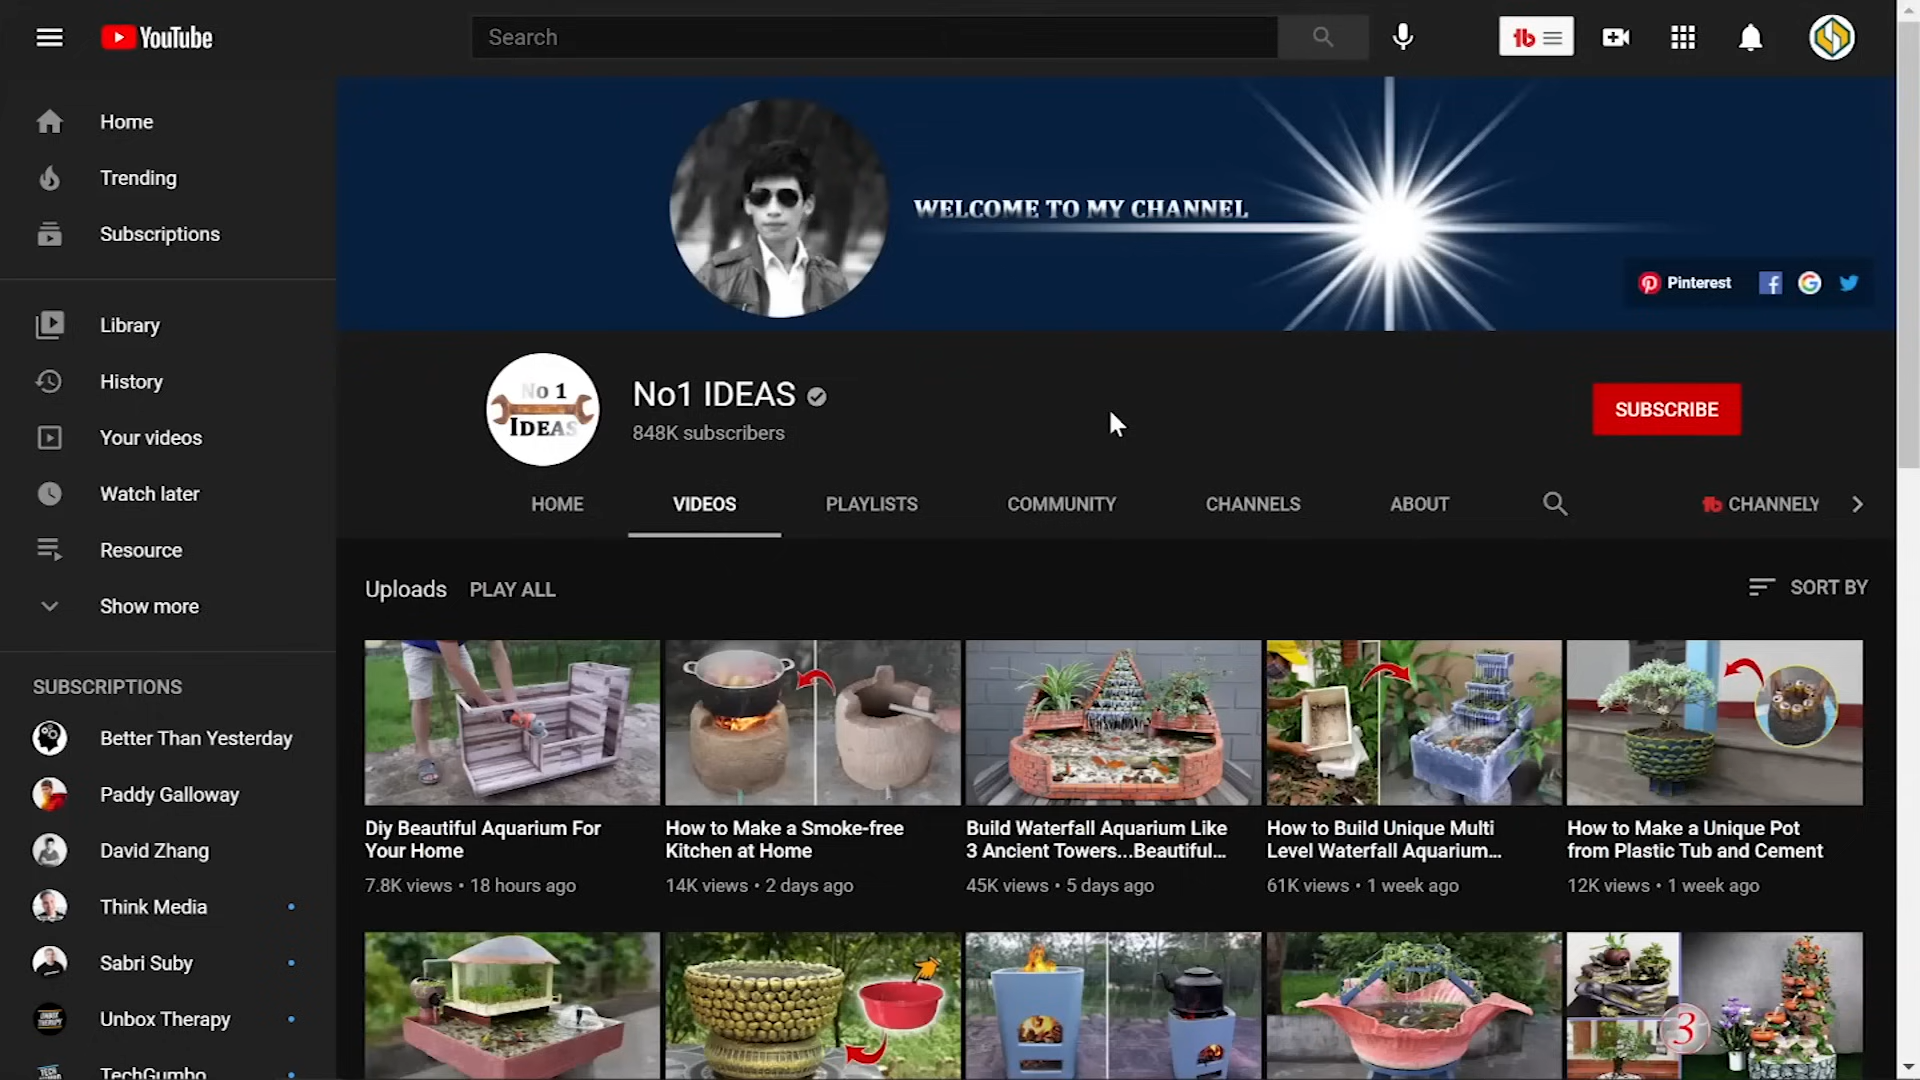 YouTube
Search
Home
Trending
Subscriptions
Library
History
Your videos
Watch later
Resource
Show more
SUBSCRIPTIONS
Better Than Yesterday
Paddy Galloway
David Zhang
Think Media
Sabri Suby
Unbox Therapy
TechGumbo
WELCOME TO MY CHANNEL
Pinterest
No 1
IDEAS
No1 IDEAS
848K subscribers
SUBSCRIBE
HOME
VIDEOS
PLAYLISTS
COMMUNITY
CHANNELS
ABOUT
CHANNELY
Uploads
PLAY ALL
SORT BY
Diy Beautiful Aquarium For
Your Home
7.8K views • 18 hours ago
How to Make a Smoke-free
Kitchen at Home
14K views • 2 days ago
Build Waterfall Aquarium Like
3 Ancient Towers...Beautiful...
45K views • 5 days ago
How to Build Unique Multi
Level Waterfall Aquarium...
61K views • 1 week ago
How to Make a Unique Pot
from Plastic Tub and Cement
12K views • 1 week ago
3